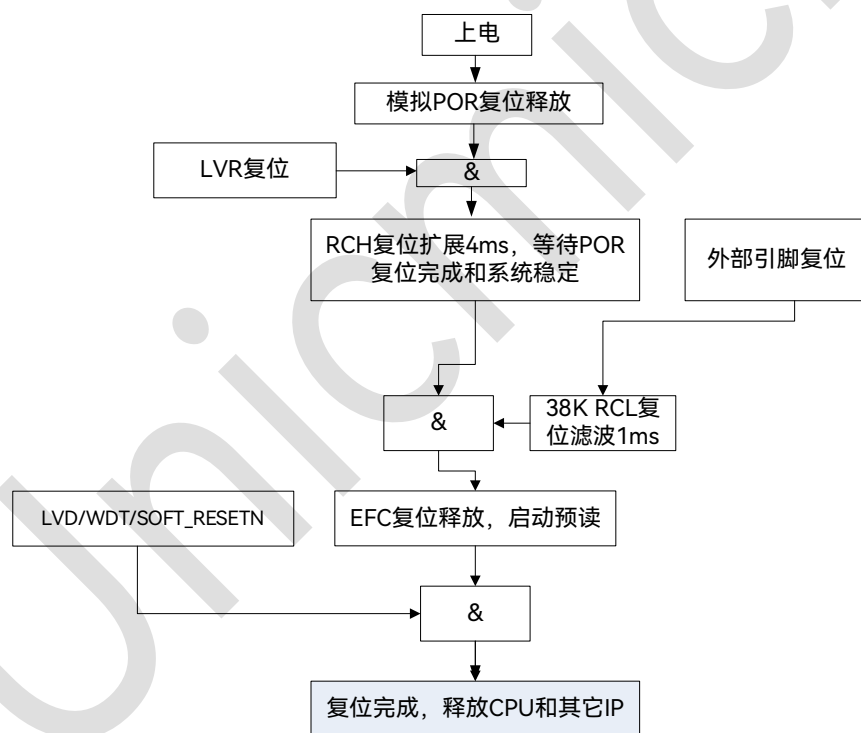 上电
模拟POR复位释放
LVR复位
&
RCH复位扩展4ms，等待POR
复位完成和系统稳定
外部引脚复位
&
38K RCL复
位滤波1ms
LVD/WDT/SOFT_RESETN
EFC复位释放，启动预读
&
复位完成，释放CPU和其它IP
Unicmicro